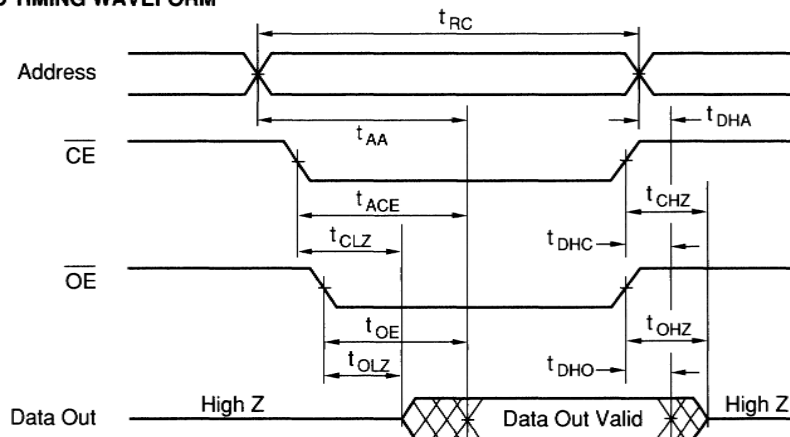 TIMING WAVEFORM
tRC
Address
tDHA
tAA
CE
tACE
tCHZ
tCLZ
tDHC
OE
tOE
tOHZ
tOLZ
tDHO
High Z
Data Out Valid
High Z
Data Out